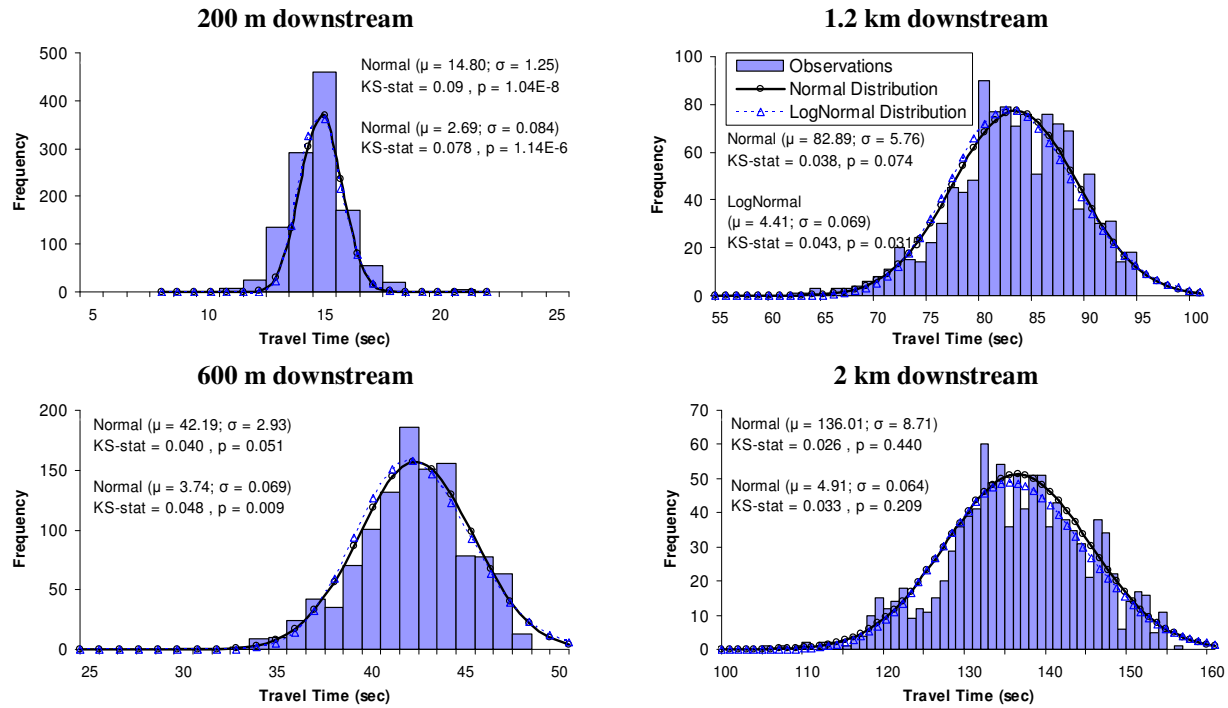 200 m downstream
500
400
300
200
100
0
Frequency
Normal (μ = 14.80; σ = 1.25)
KS-stat = 0.09 , p = 1.04E-8
Normal (μ = 2.69; σ = 0.084)
KS-stat = 0.078 , p = 1.14E-6
5 10 15 20 25
Travel Time (sec)
1.2 km downstream
100
80
60
40
20
0
Frequency
Observations
Normal Distribution
LogNormal Distribution
Normal (μ = 82.89; σ = 5.76)
KS-stat = 0.038, p = 0.074
LogNormal
(μ = 4.41; σ = 0.069)
KS-stat = 0.043, p = 0.031
55 60 65 70 75 80 85 90 95 100
Travel Time (sec)
600 m downstream
200
150
100
50
0
Frequency
Normal (μ = 42.19; σ = 2.93)
KS-stat = 0.040 , p = 0.051
Normal (μ = 3.74; σ = 0.069)
KS-stat = 0.048 , p = 0.009
25 30 35 40 45 50
Travel Time (sec)
2 km downstream
70
60
50
40
30
20
10
0
Frequency
Normal (μ = 136.01; σ = 8.71)
KS-stat = 0.026 , p = 0.440
Normal (μ = 4.91; σ = 0.064)
KS-stat = 0.033 , p = 0.209
100 110 120 130 140 150 160
Travel Time (sec)